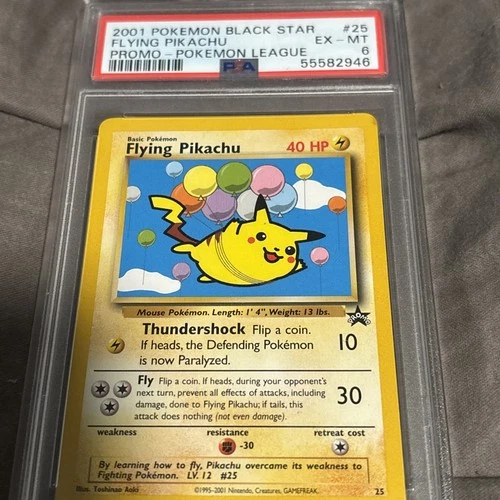 2001 POKEMON BLACK STAR #25
FLYING PIKACHU EX-MT
PROMO-POKEMON LEAGUE 6
PSA 55582946
Basic Pokémon
Flying Pikachu 40 HP
Mouse Pokémon. Length: 1' 4", Weight: 13 lbs.
PROMO
Thundershock Flip a coin.
If heads, the Defending Pokémon
is now Paralyzed.
10
Fly Flip a coin. If heads, during your opponent's
next turn, prevent all effects of attacks, including
damage, done to Flying Pikachu; if tails, this
attack does nothing (not even damage).
30
weakness resistance retreat cost
-30
By learning how to fly, Pikachu overcame its weakness to
Fighting Pokémon. LV. 12 #25
Illus. Toshinao Aoki ©1995-2001 Nintendo, Creatures, GAMEFREAK. 25